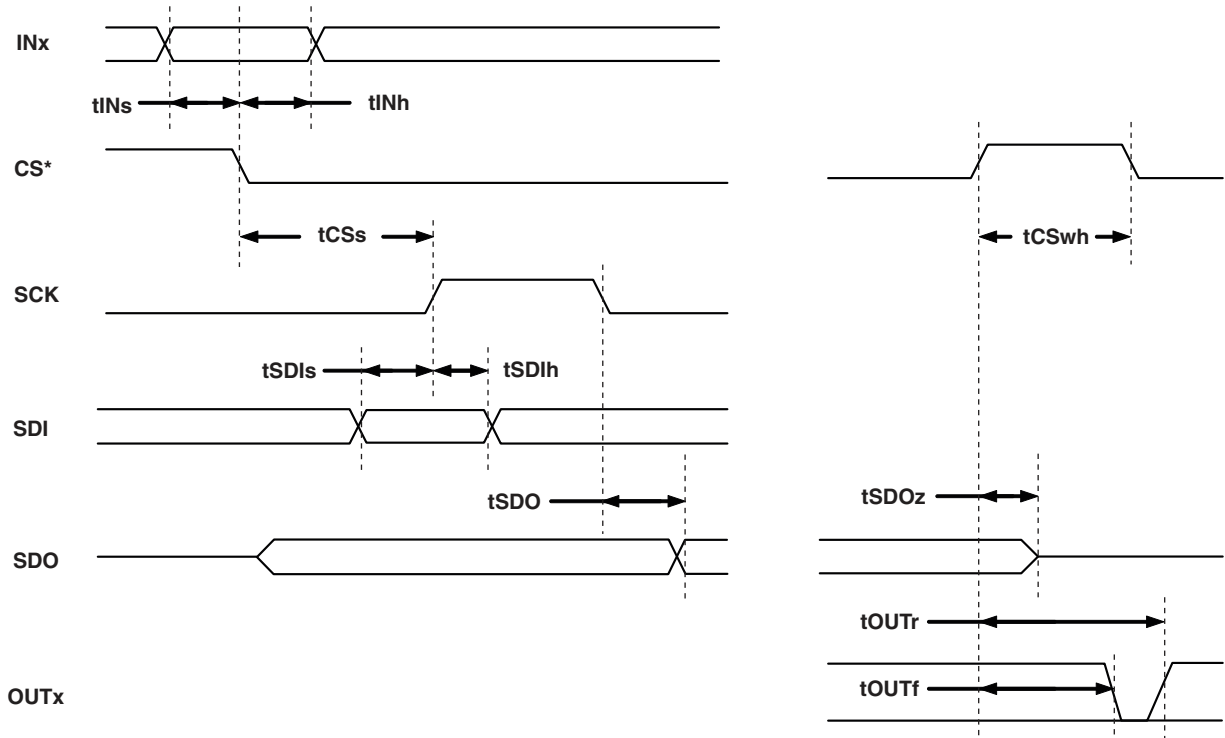 INx
tINs
tINh
CS*
tCSs
tCSwh
SCK
tSDIs
tSDIh
SDI
tSDO
tSDOz
SDO
tOUTr
tOUTf
OUTx